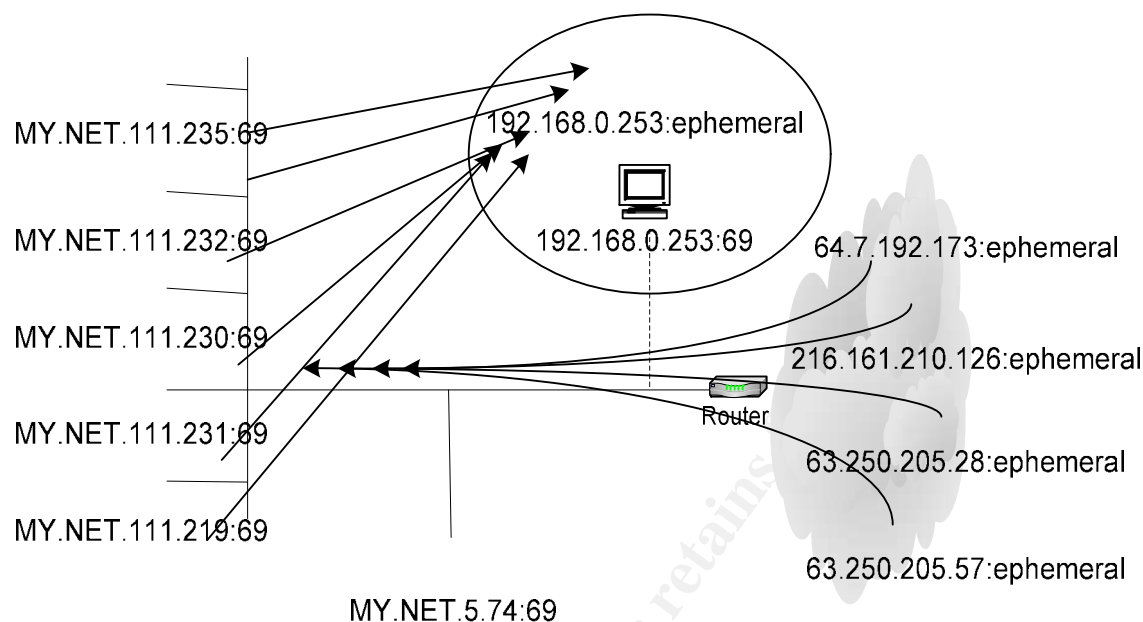 MY.NET.111.235:69
192.168.0.253:ephemeral
MY.NET.111.232:69
192.168.0.253:69
64.7.192.173:ephemeral
MY.NET.111.230:69
216.161.210.126:ephemeral
Router
MY.NET.111.231:69
63.250.205.28:ephemeral
MY.NET.111.219:69
63.250.205.57:ephemeral
MY.NET.5.74:69
retains